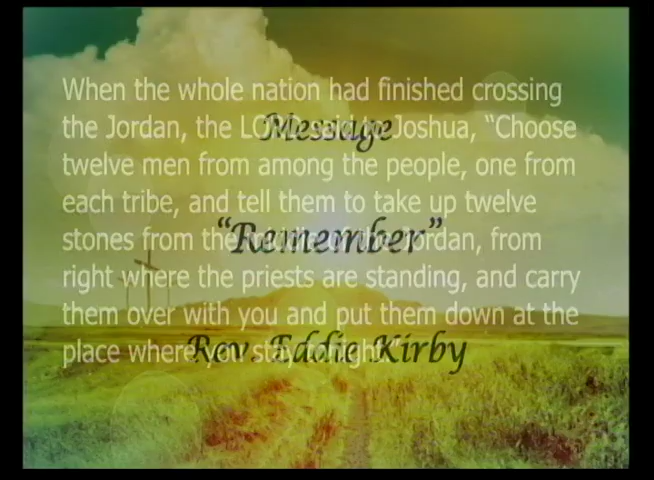 When the whole nation had finished crossing
the Jordan, the LORD said to Joshua, “Choose
twelve men from among the people, one from
each tribe, and tell them to take up twelve
stones from the of the Jordan, from
right where the priests are standing, and carry
them over with you and put them down at the
place where you stay tonight.”
Message
“Remember”
Rev. Eddie Kirby